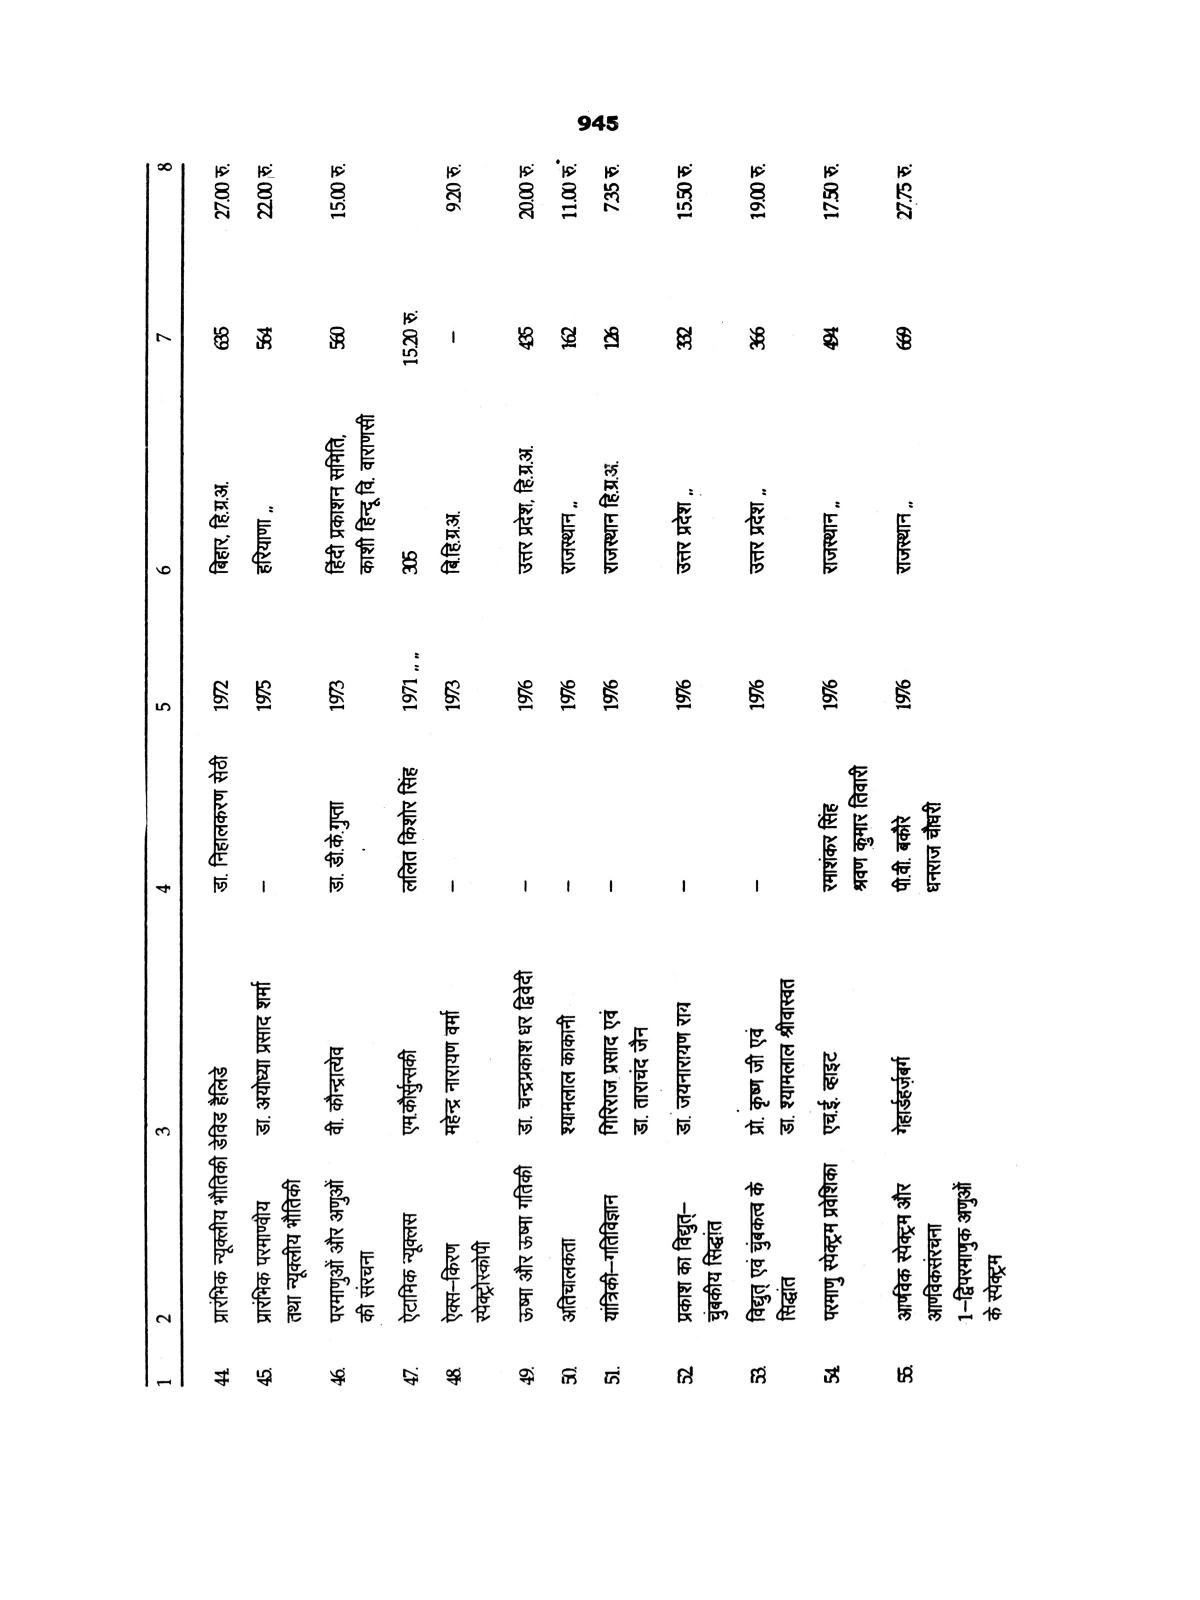 945
1 2 3 4 5 6 7 8
44. प्रारंभिक न्यूक्लीय भौतिकी डेविड हैलिडे डा. निहालकरण सेठी 1972 बिहार, हि.ग्र.अ. 635 27.00 रु.
45. प्रारंभिक परमाण्वीय डा. अयोध्या प्रसाद शर्मा – 1975 हरियाणा ,, 564 22.00 रु.
तथा न्यूक्लीय भौतिकी
46. परमाणुओं और अणुओं वी. कौन्द्रात्येव डा. डी.के.गुप्ता 1973 हिंदी प्रकाशन समिति, 560 15.00 रु.
की संरचना काशी हिन्दू वि. वाराणसी
47. ऐटामिक न्यूक्लस एम.कौर्सुन्सकी ललित किशोर सिंह 1971 ,, ,, 305 15.20 रु.
48. ऐक्स–किरण महेन्द्र नारायण वर्मा – 1973 बि.हि.ग्र.अ. – 9.20 रु.
स्पेक्ट्रोस्कोपी
49. ऊष्मा और ऊष्मा गतिकी डा. चन्द्रप्रकाश धर द्विवेदी – 1976 उत्तर प्रदेश, हि.ग्र.अ. 435 20.00 रु.
50. अतिचालकता श्यामलाल काकानी – 1976 राजस्थान ,, 162 11.00 रु.
51. यांत्रिकी–गतिविज्ञान गिरिराज प्रसाद एवं – 1976 राजस्थान हि.ग्र.अ. 126 7.35 रु.
डा. ताराचंद जैन
52. प्रकाश का विद्युत्– डा. जयनारायण राय – 1976 उत्तर प्रदेश ,, 332 15.50 रु.
चुंबकीय सिद्धांत
53. विद्युत् एवं चुंबकत्व के प्रो. कृष्ण जी एवं – 1976 उत्तर प्रदेश ,, 366 19.00 रु.
सिद्धांत डा. श्यामलाल श्रीवास्वत
54. परमाणु स्पेक्ट्रम प्रवेशिका एच.ई. व्हाइट रमाशंकर सिंह 1976 राजस्थान ,, 494 17.50 रु.
श्रवण कुमार तिवारी
55. आर्णविक स्पेक्ट्रम और गेहार्डहर्ज़बर्ग पी.वी. बकौरे 1976 राजस्थान ,, 669 27.75 रु.
आर्णविकसंरचना धनराज चौधरी
1–द्विपरमाणुक अणुओं
के स्पेक्ट्रम